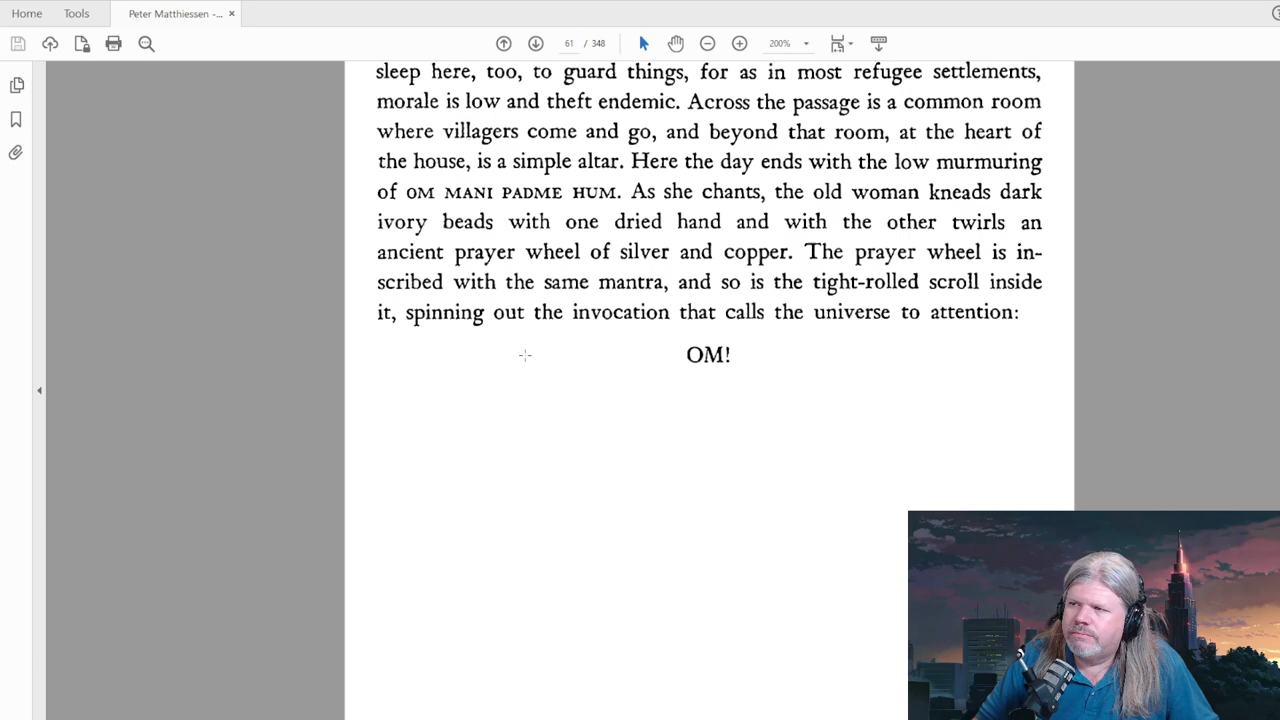 Home Tools Peter Matthiessen -... ×
61 / 348 200%
sleep here, too, to guard things, for as in most refugee settlements,
morale is low and theft endemic. Across the passage is a common room
where villagers come and go, and beyond that room, at the heart of
the house, is a simple altar. Here the day ends with the low murmuring
of OM MANI PADME HUM. As she chants, the old woman kneads dark
ivory beads with one dried hand and with the other twirls an
ancient prayer wheel of silver and copper. The prayer wheel is in-
scribed with the same mantra, and so is the tight-rolled scroll inside
it, spinning out the invocation that calls the universe to attention:
OM!